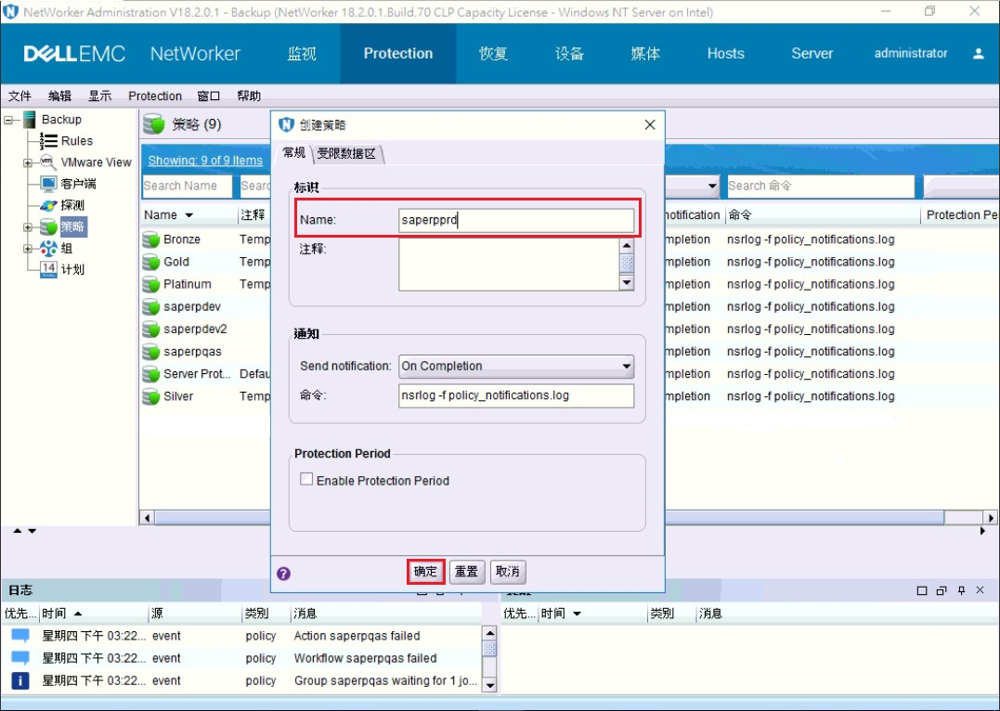 NetWorker Administration V18.2.0.1 - Backup (NetWorker 18.2.0.1.Build.70 CLP Capacity License - Windows NT Server on Intel)
DELLEMC NetWorker 监视 Protection 恢复 设备 媒体 Hosts Server administrator
文件 编辑 显示 Protection 窗口 帮助
Backup
Rules
VMware View
客户端
探测
策略
组
14 计划
策略 (9)
Showing: 9 of 9 Items
Search Name Searc Search 命令
Name 注释 notification 命令 Protection Pe
Bronze Temp mpletion nsrlog -f policy_notifications.log
Gold Temp mpletion nsrlog -f policy_notifications.log
Platinum Temp mpletion nsrlog -f policy_notifications.log
saperpdev mpletion nsrlog -f policy_notifications.log
saperpdev2 mpletion nsrlog -f policy_notifications.log
saperpqas mpletion nsrlog -f policy_notifications.log
Server Prot... Defau mpletion nsrlog -f policy_notifications.log
Silver Temp mpletion nsrlog -f policy_notifications.log
创建策略
常规 受限数据区
标识
Name: saperpprd
注释:
通知
Send notification: On Completion
命令: nsrlog -f policy_notifications.log
Protection Period
Enable Protection Period
确定 重置 取消
日志
优先... 时间 源 类别 消息
星期四 下午 03:22... event policy Action saperpqas failed
星期四 下午 03:22... event policy Workflow saperpqas failed
星期四 下午 03:22... event policy Group saperpqas waiting for 1 jo...
优先... 时间 类别 消息